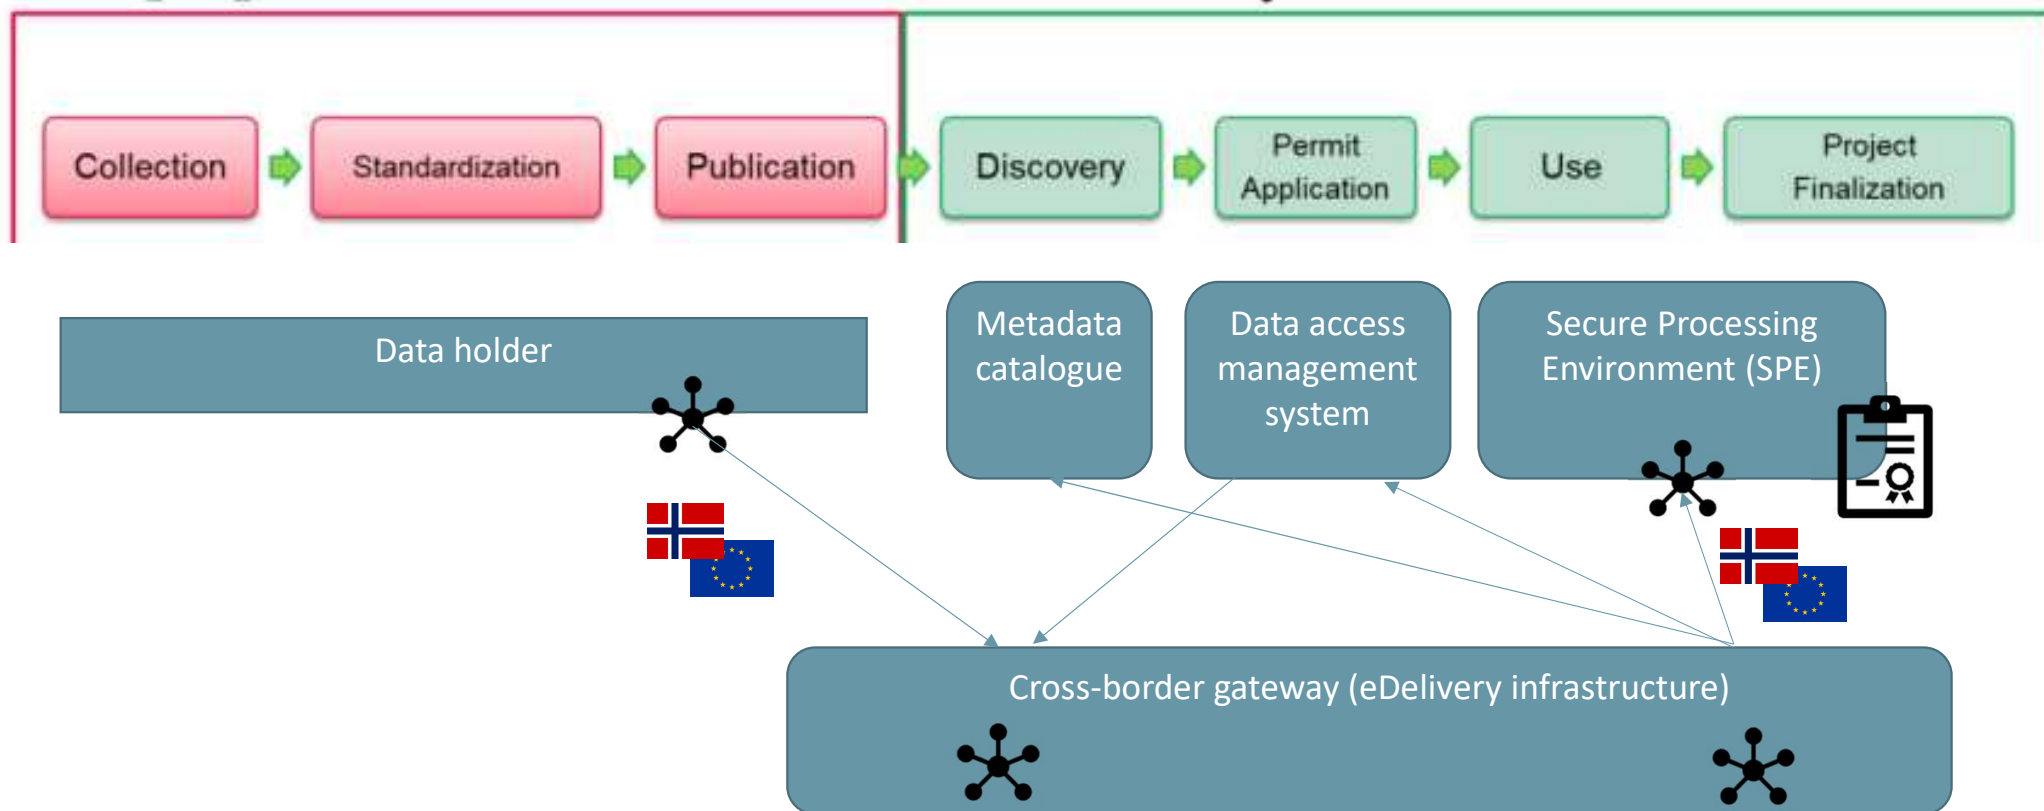 Collection
Standardization
Publication
Discovery
Permit
Application
Use
Project
Finalization
Data holder
Metadata
catalogue
Data access
management
system
Secure Processing
Environment (SPE)
Cross-border gateway (eDelivery infrastructure)